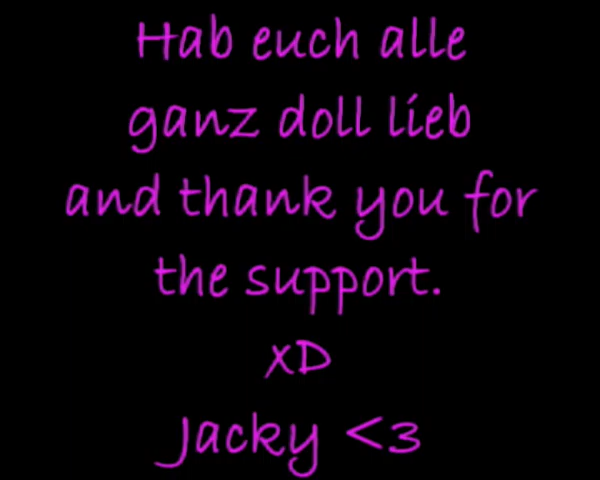 Hab euch alle
ganz doll lieb
and thank you for
the support.
xD
Jacky <3